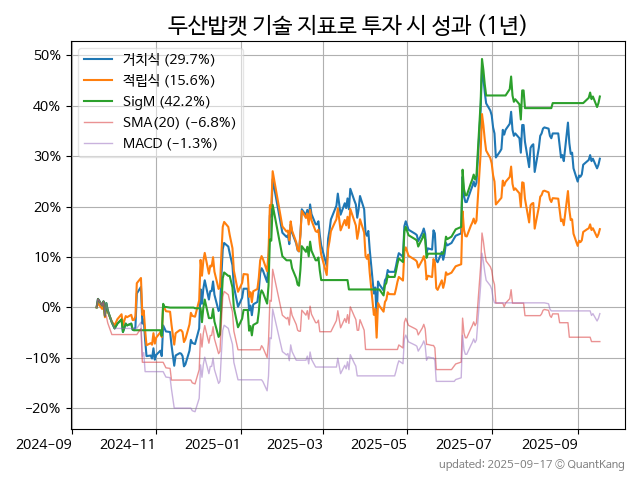 두산밥캣 기술 지표로 투자 시 성과 (1년)
거치식 (29.7%)
적립식 (15.6%)
SigM (42.2%)
SMA(20) (−6.8%)
MACD (−1.3%)
50%
40%
30%
20%
10%
0%
−10%
−20%
2024-09 2024-11 2025-01 2025-03 2025-05 2025-07 2025-09
updated: 2025-09-17 ⓒ QuantKang